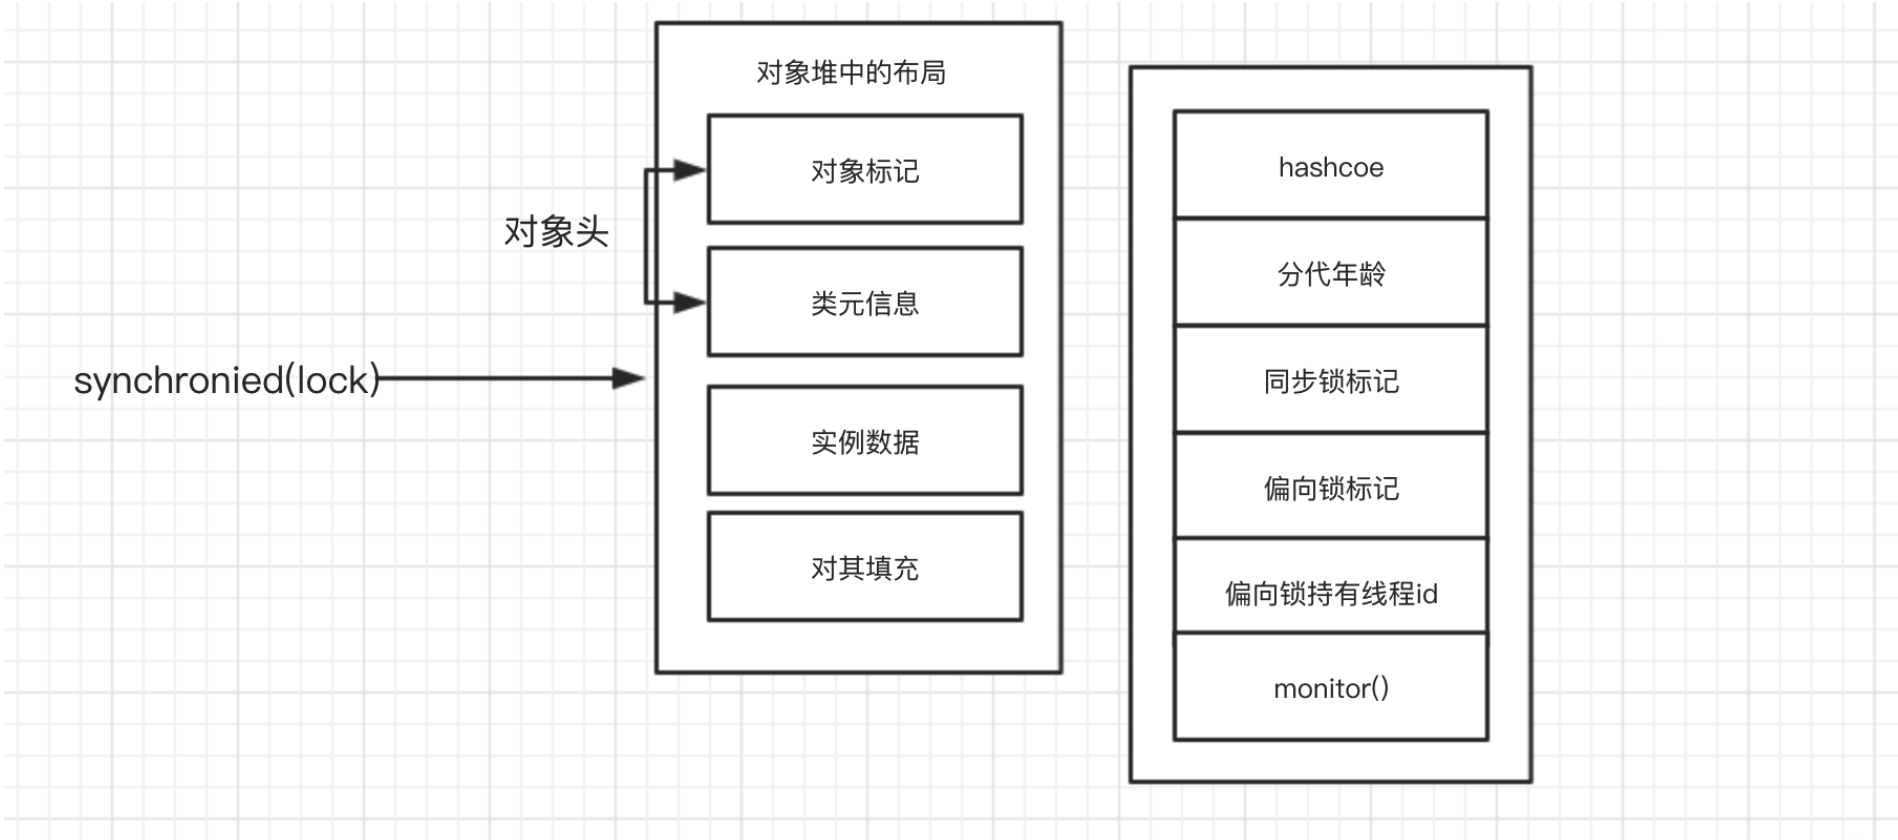 对象堆中的布局
对象标记
对象头
类元信息
synchronied(lock)
实例数据
对其填充
hashcoe
分代年龄
同步锁标记
偏向锁标记
偏向锁持有线程id
monitor()